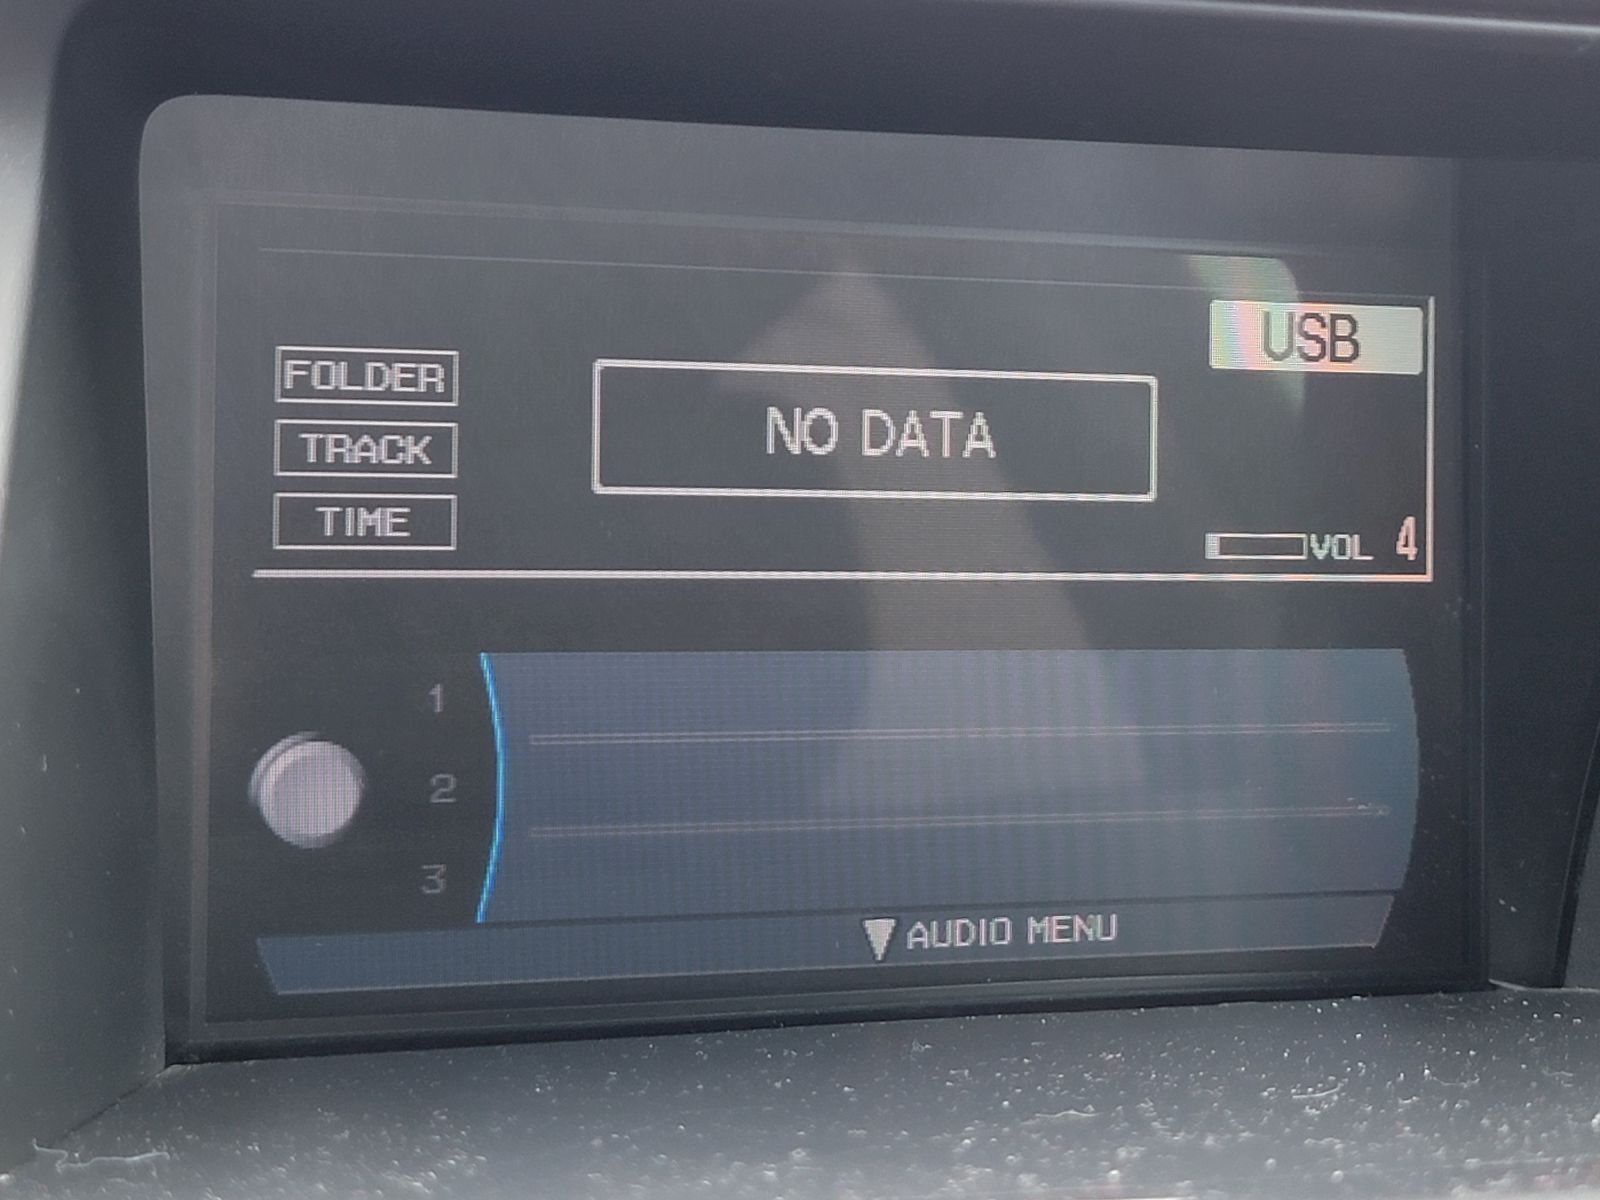 USB
FOLDER
NO DATA
TRACK
TIME
VOL 4
1
2
3
▼ AUDIO MENU